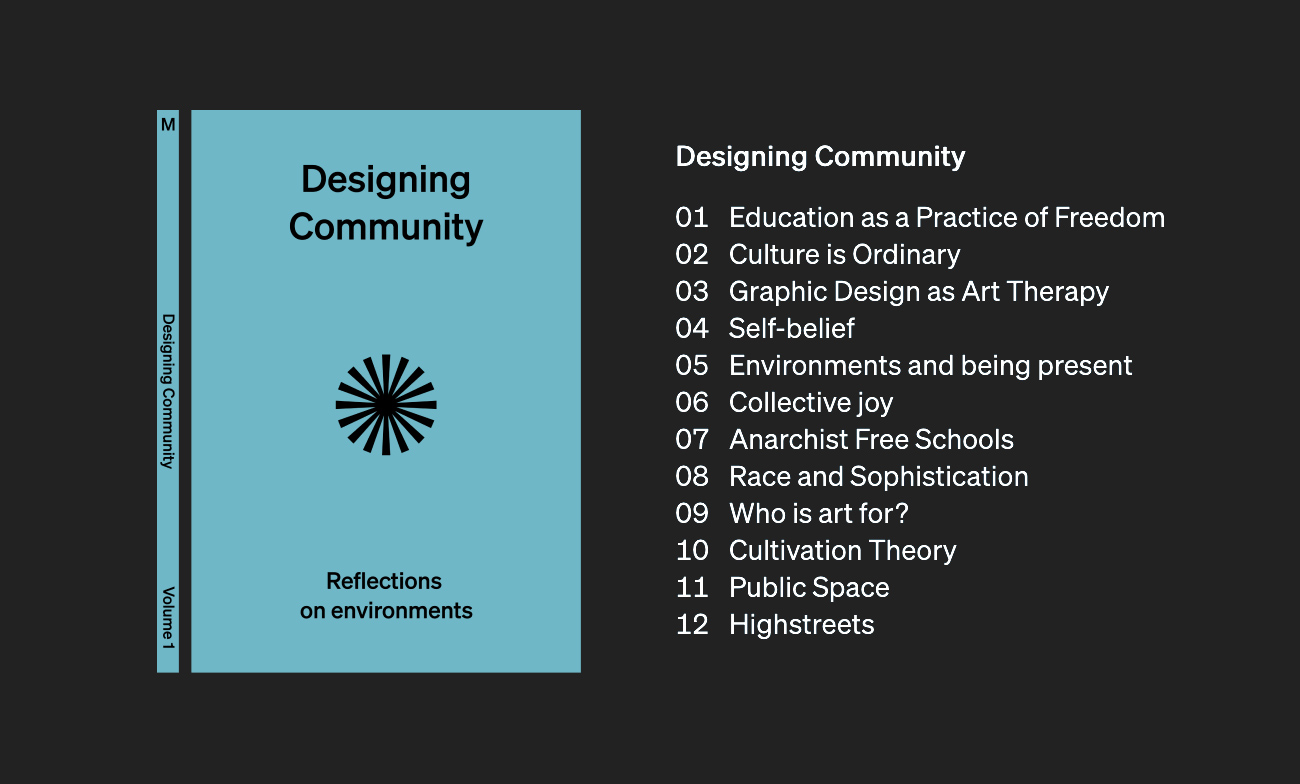 M
Designing Community
Volume 1
Designing
Community
Reflections
on environments
Designing Community
01 Education as a Practice of Freedom
02 Culture is Ordinary
03 Graphic Design as Art Therapy
04 Self-belief
05 Environments and being present
06 Collective joy
07 Anarchist Free Schools
08 Race and Sophistication
09 Who is art for?
10 Cultivation Theory
11 Public Space
12 Highstreets